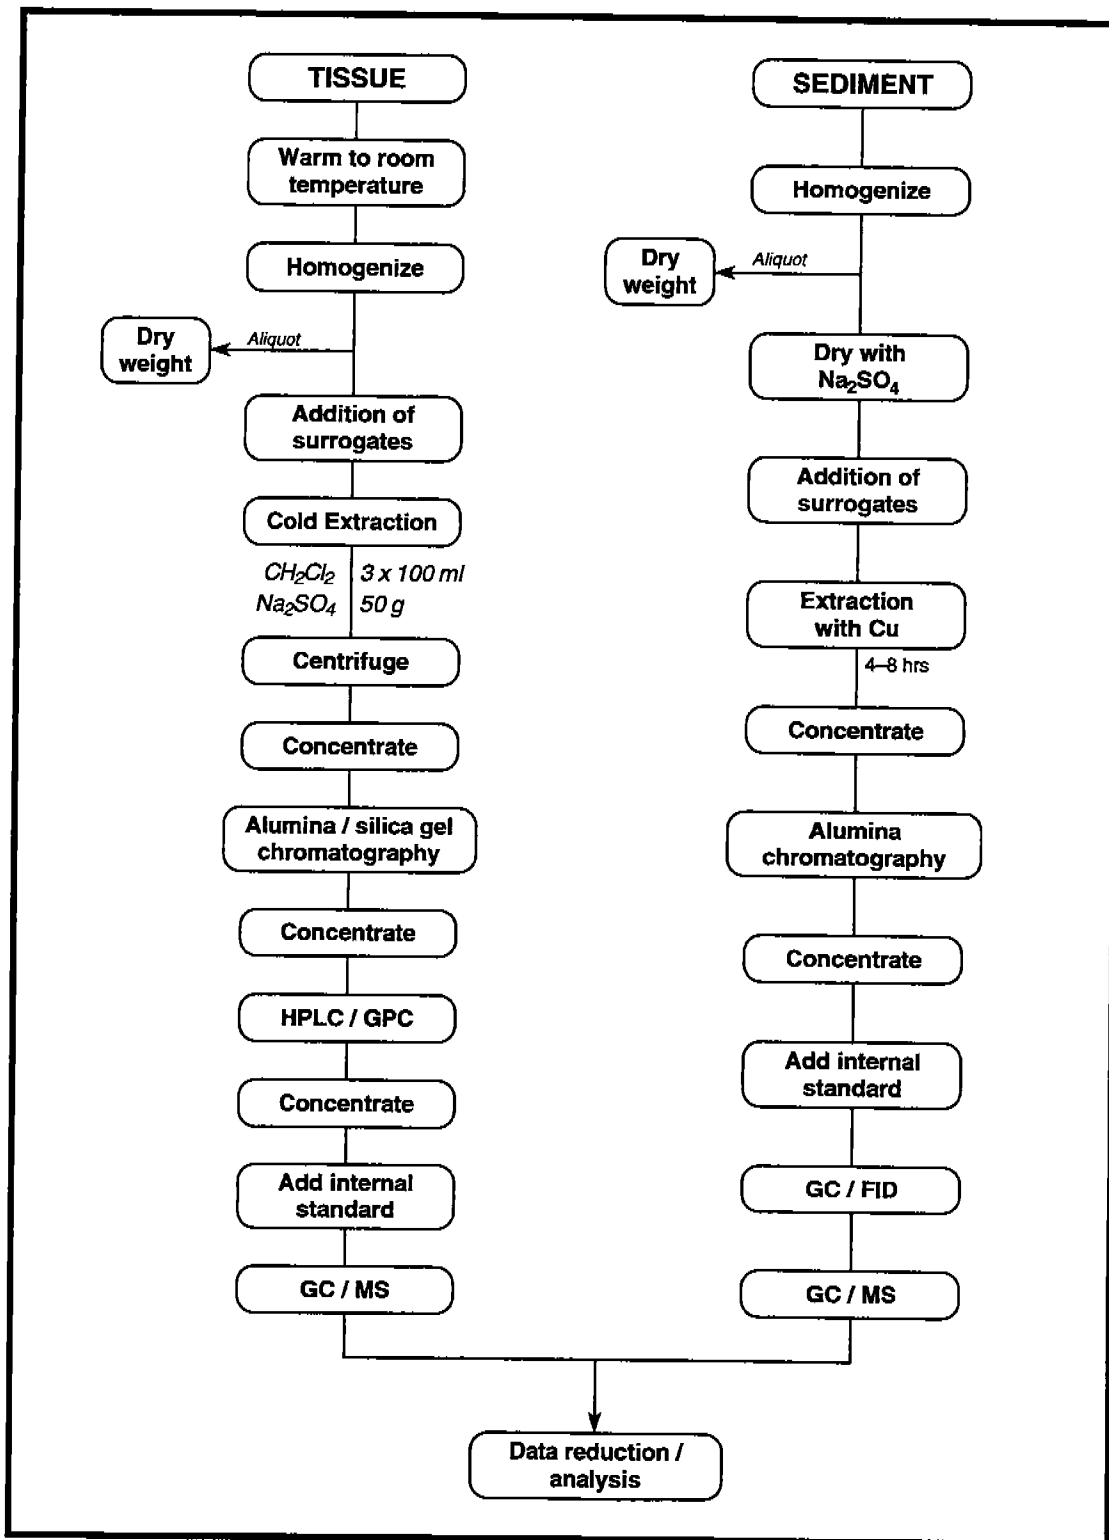 TISSUE
Warm to room
temperature
Homogenize
Dry
weight
Aliquot
Addition of
surrogates
Cold Extraction
CH₂Cl₂ 3 x 100 ml
Na₂SO₄ 50 g
Centrifuge
Concentrate
Alumina / silica gel
chromatography
Concentrate
HPLC / GPC
Concentrate
Add internal
standard
GC / MS
SEDIMENT
Homogenize
Dry
weight
Aliquot
Dry with
Na₂SO₄
Addition of
surrogates
Extraction
with Cu
4–8 hrs
Concentrate
Alumina
chromatography
Concentrate
Add internal
standard
GC / FID
GC / MS
Data reduction /
analysis